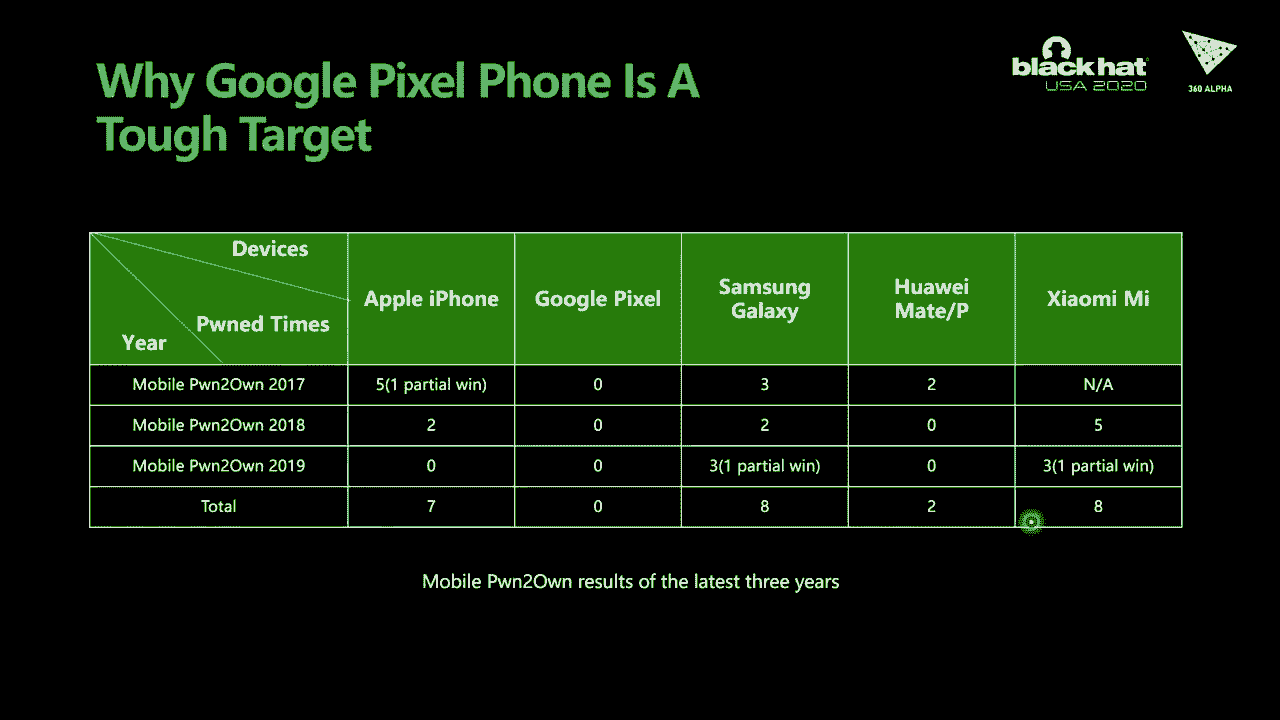 Why Google Pixel Phone Is A
Tough Target
black hat
USA 2020
360 ALPHA
Devices
Pwned Times
Year
Apple iPhone
Google Pixel
Samsung
Galaxy
Huawei
Mate/P
Xiaomi Mi
Mobile Pwn2Own 2017 5(1 partial win) 0 3 2 N/A
Mobile Pwn2Own 2018 2 0 2 0 5
Mobile Pwn2Own 2019 0 0 3(1 partial win) 0 3(1 partial win)
Total 7 0 8 2 8
Mobile Pwn2Own results of the latest three years